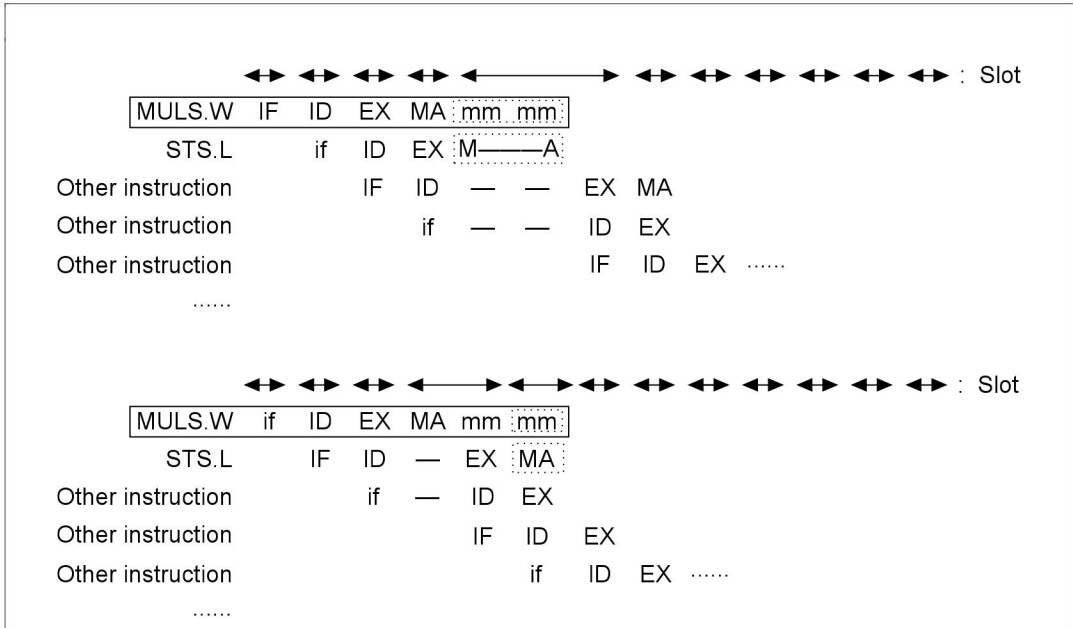 : Slot
MULS.W IF ID EX MA mm mm
STS.L if ID EX M———A
Other instruction IF ID — — EX MA
Other instruction if — — ID EX
Other instruction IF ID EX ······
······
: Slot
MULS.W if ID EX MA mm mm
STS.L IF ID — EX MA
Other instruction if — ID EX
Other instruction IF ID EX
Other instruction if ID EX ······
······